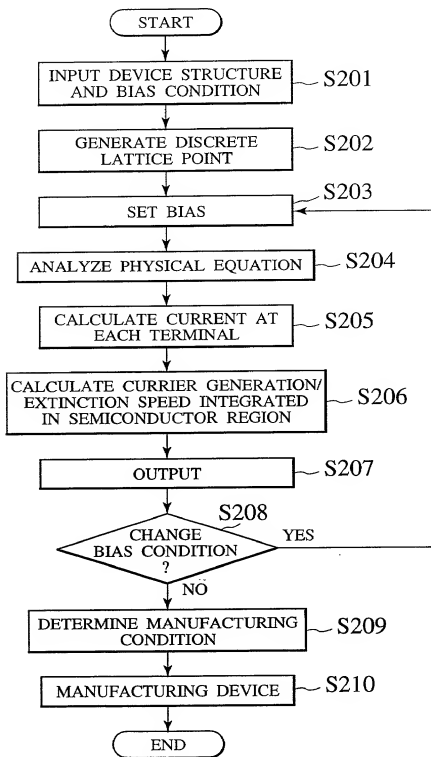 START
INPUT DEVICE STRUCTURE
AND BIAS CONDITION
S201
GENERATE DISCRETE
LATTICE POINT
S202
S203
SET BIAS
ANALYZE PHYSICAL EQUATION
S204
CALCULATE CURRENT AT
EACH TERMINAL
S205
CALCULATE CURRIER GENERATION/
EXTINCTION SPEED INTEGRATED
IN SEMICONDUCTOR REGION
S206
OUTPUT
S207
S208
CHANGE
BIAS CONDITION
?
YES
NO
DETERMINE MANUFACTURING
CONDITION
S209
MANUFACTURING DEVICE
S210
END